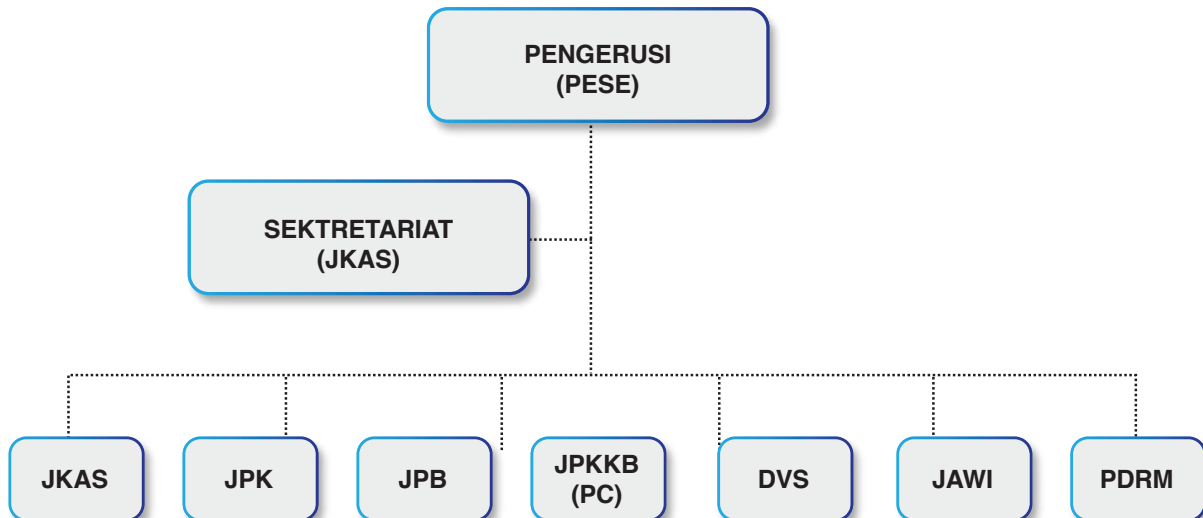 PENGERUSI
(PESE)
SEKTRETARIAT
(JKAS)
JKAS
JPK
JPB
JPKKB
(PC)
DVS
JAWI
PDRM